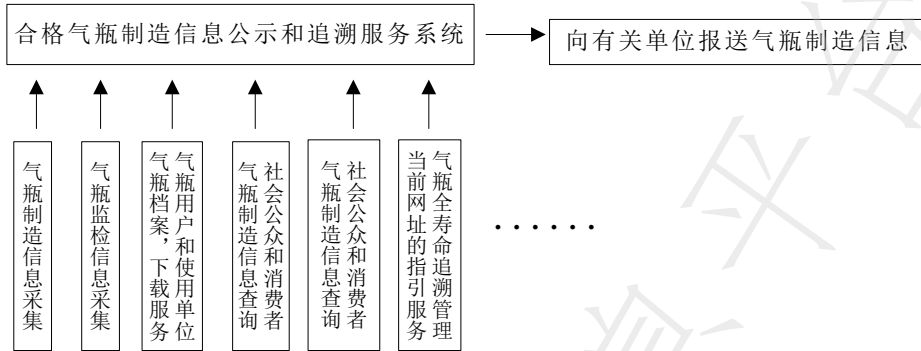 合格气瓶制造信息公示和追溯服务系统
向有关单位报送气瓶制造信息
气瓶制造信息采集
气瓶监检信息采集
气瓶用户和使用单位
气瓶档案，下载服务
社会公众和消费者
气瓶制造信息查询
社会公众和消费者
气瓶制造信息查询
气瓶全寿命追溯管理
当前网址的指引服务
······